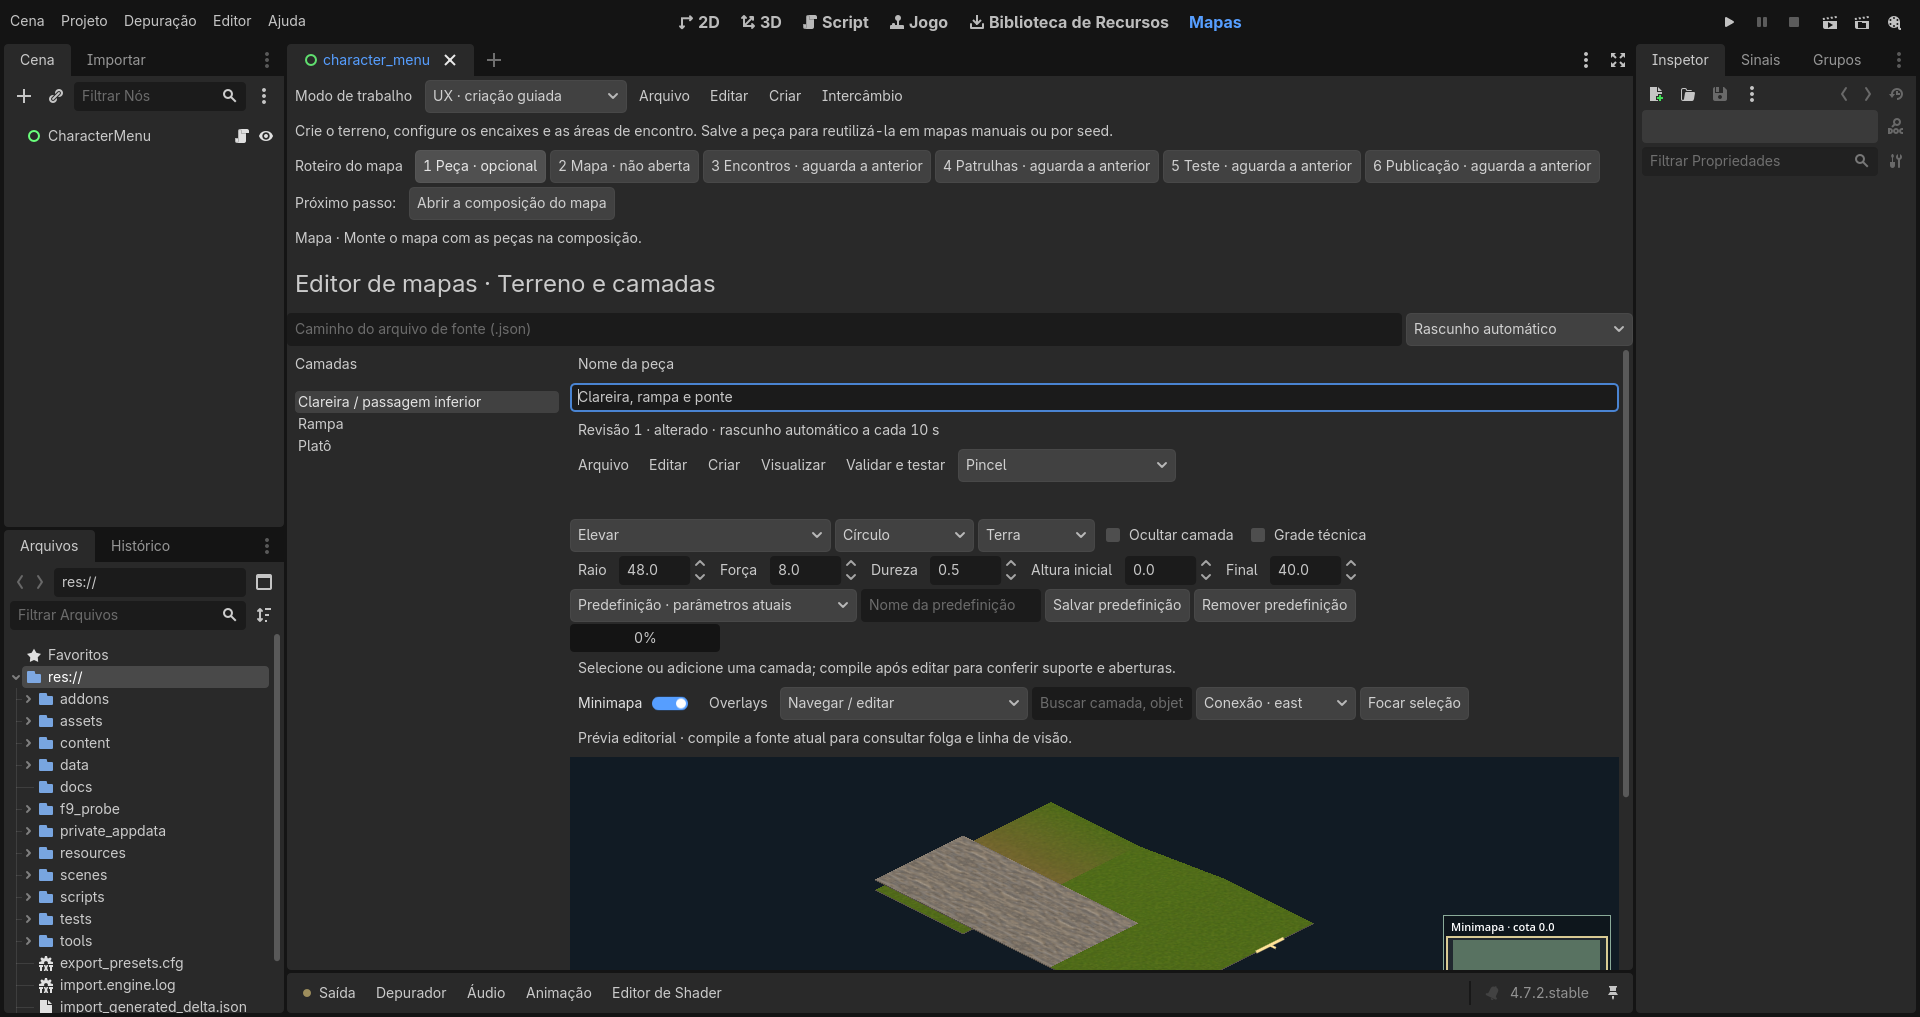 Cena Projeto Depuração Editor Ajuda
2D 3D Script Jogo Biblioteca de Recursos Mapas
Cena Importar
Filtrar Nós
CharacterMenu
character_menu
Modo de trabalho UX · criação guiada Arquivo Editar Criar Intercâmbio
Crie o terreno, configure os encaixes e as áreas de encontro. Salve a peça para reutilizá-la em mapas manuais ou por seed.
Roteiro do mapa 1 Peça · opcional 2 Mapa · não aberta 3 Encontros · aguarda a anterior 4 Patrulhas · aguarda a anterior 5 Teste · aguarda a anterior 6 Publicação · aguarda a anterior
Próximo passo: Abrir a composição do mapa
Mapa · Monte o mapa com as peças na composição.
Editor de mapas · Terreno e camadas
Caminho do arquivo de fonte (.json) Rascunho automático
Camadas
Clareira / passagem inferior
Rampa
Platô
Nome da peça
Clareira, rampa e ponte
Revisão 1 · alterado · rascunho automático a cada 10 s
Arquivo Editar Criar Visualizar Validar e testar Pincel
Elevar Círculo Terra Ocultar camada Grade técnica
Raio 48.0 Força 8.0 Dureza 0.5 Altura inicial 0.0 Final 40.0
Predefinição · parâmetros atuais Nome da predefinição Salvar predefinição Remover predefinição
0%
Selecione ou adicione uma camada; compile após editar para conferir suporte e aberturas.
Minimapa Overlays Navegar / editar Buscar camada, objet Conexão · east Focar seleção
Prévia editorial · compile a fonte atual para consultar folga e linha de visão.
Minimapa · cota 0.0
Arquivos Histórico
res://
Filtrar Arquivos
Favoritos
res://
addons
assets
content
data
docs
f9_probe
private_appdata
resources
scenes
scripts
tests
tools
export_presets.cfg
import.engine.log
import_generated_delta.json
Saída Depurador Áudio Animação Editor de Shader
4.7.2.stable
Inspetor Sinais Grupos
DOC
Filtrar Propriedades